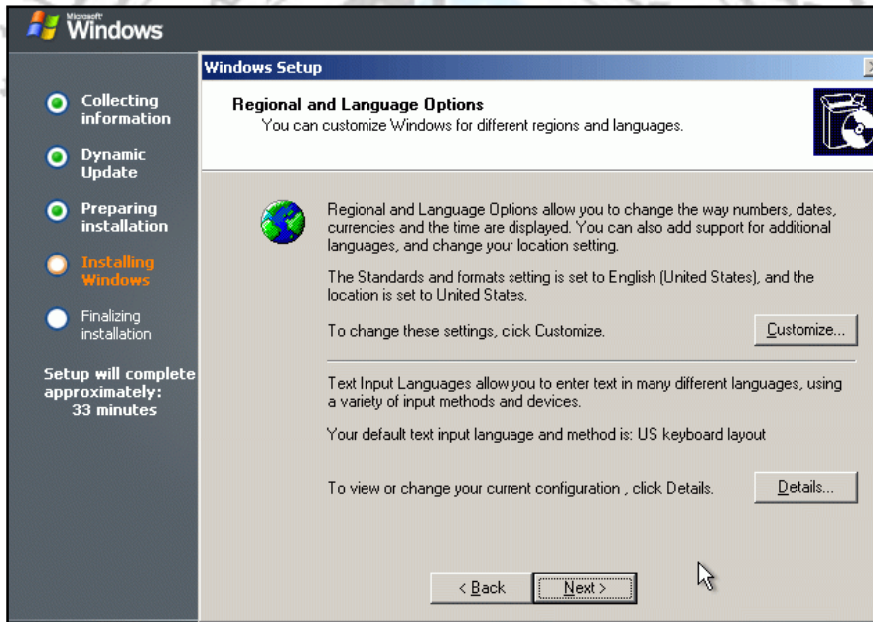 Microsoft
Windows
Collecting
information
Dynamic
Update
Preparing
installation
Installing
Windows
Finalizing
installation
Setup will complete
approximately:
33 minutes
Windows Setup
Regional and Language Options
You can customize Windows for different regions and languages.
Regional and Language Options allow you to change the way numbers, dates,
currencies and the time are displayed. You can also add support for additional
languages, and change your location setting.
The Standards and formats setting is set to English (United States), and the
location is set to United States.
To change these settings, click Customize.
Customize...
Text Input Languages allow you to enter text in many different languages, using
a variety of input methods and devices.
Your default text input language and method is: US keyboard layout
To view or change your current configuration , click Details.
Details...
< Back
Next >